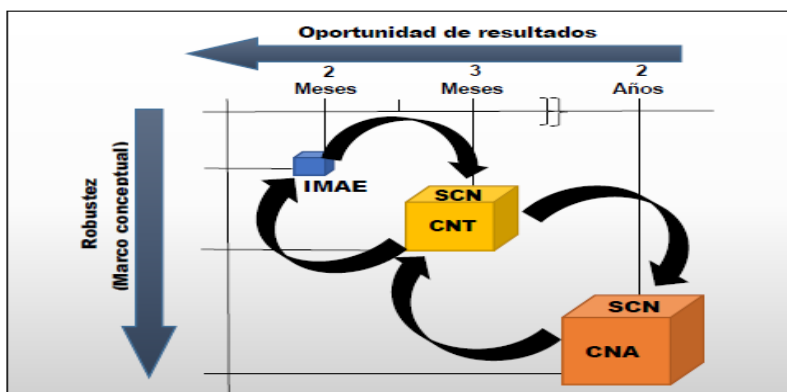 Oportunidad de resultados
2 3 2
Meses Meses Años
Robustez
(Marco conceptual)
IMAE
SCN
CNT
SCN
CNA